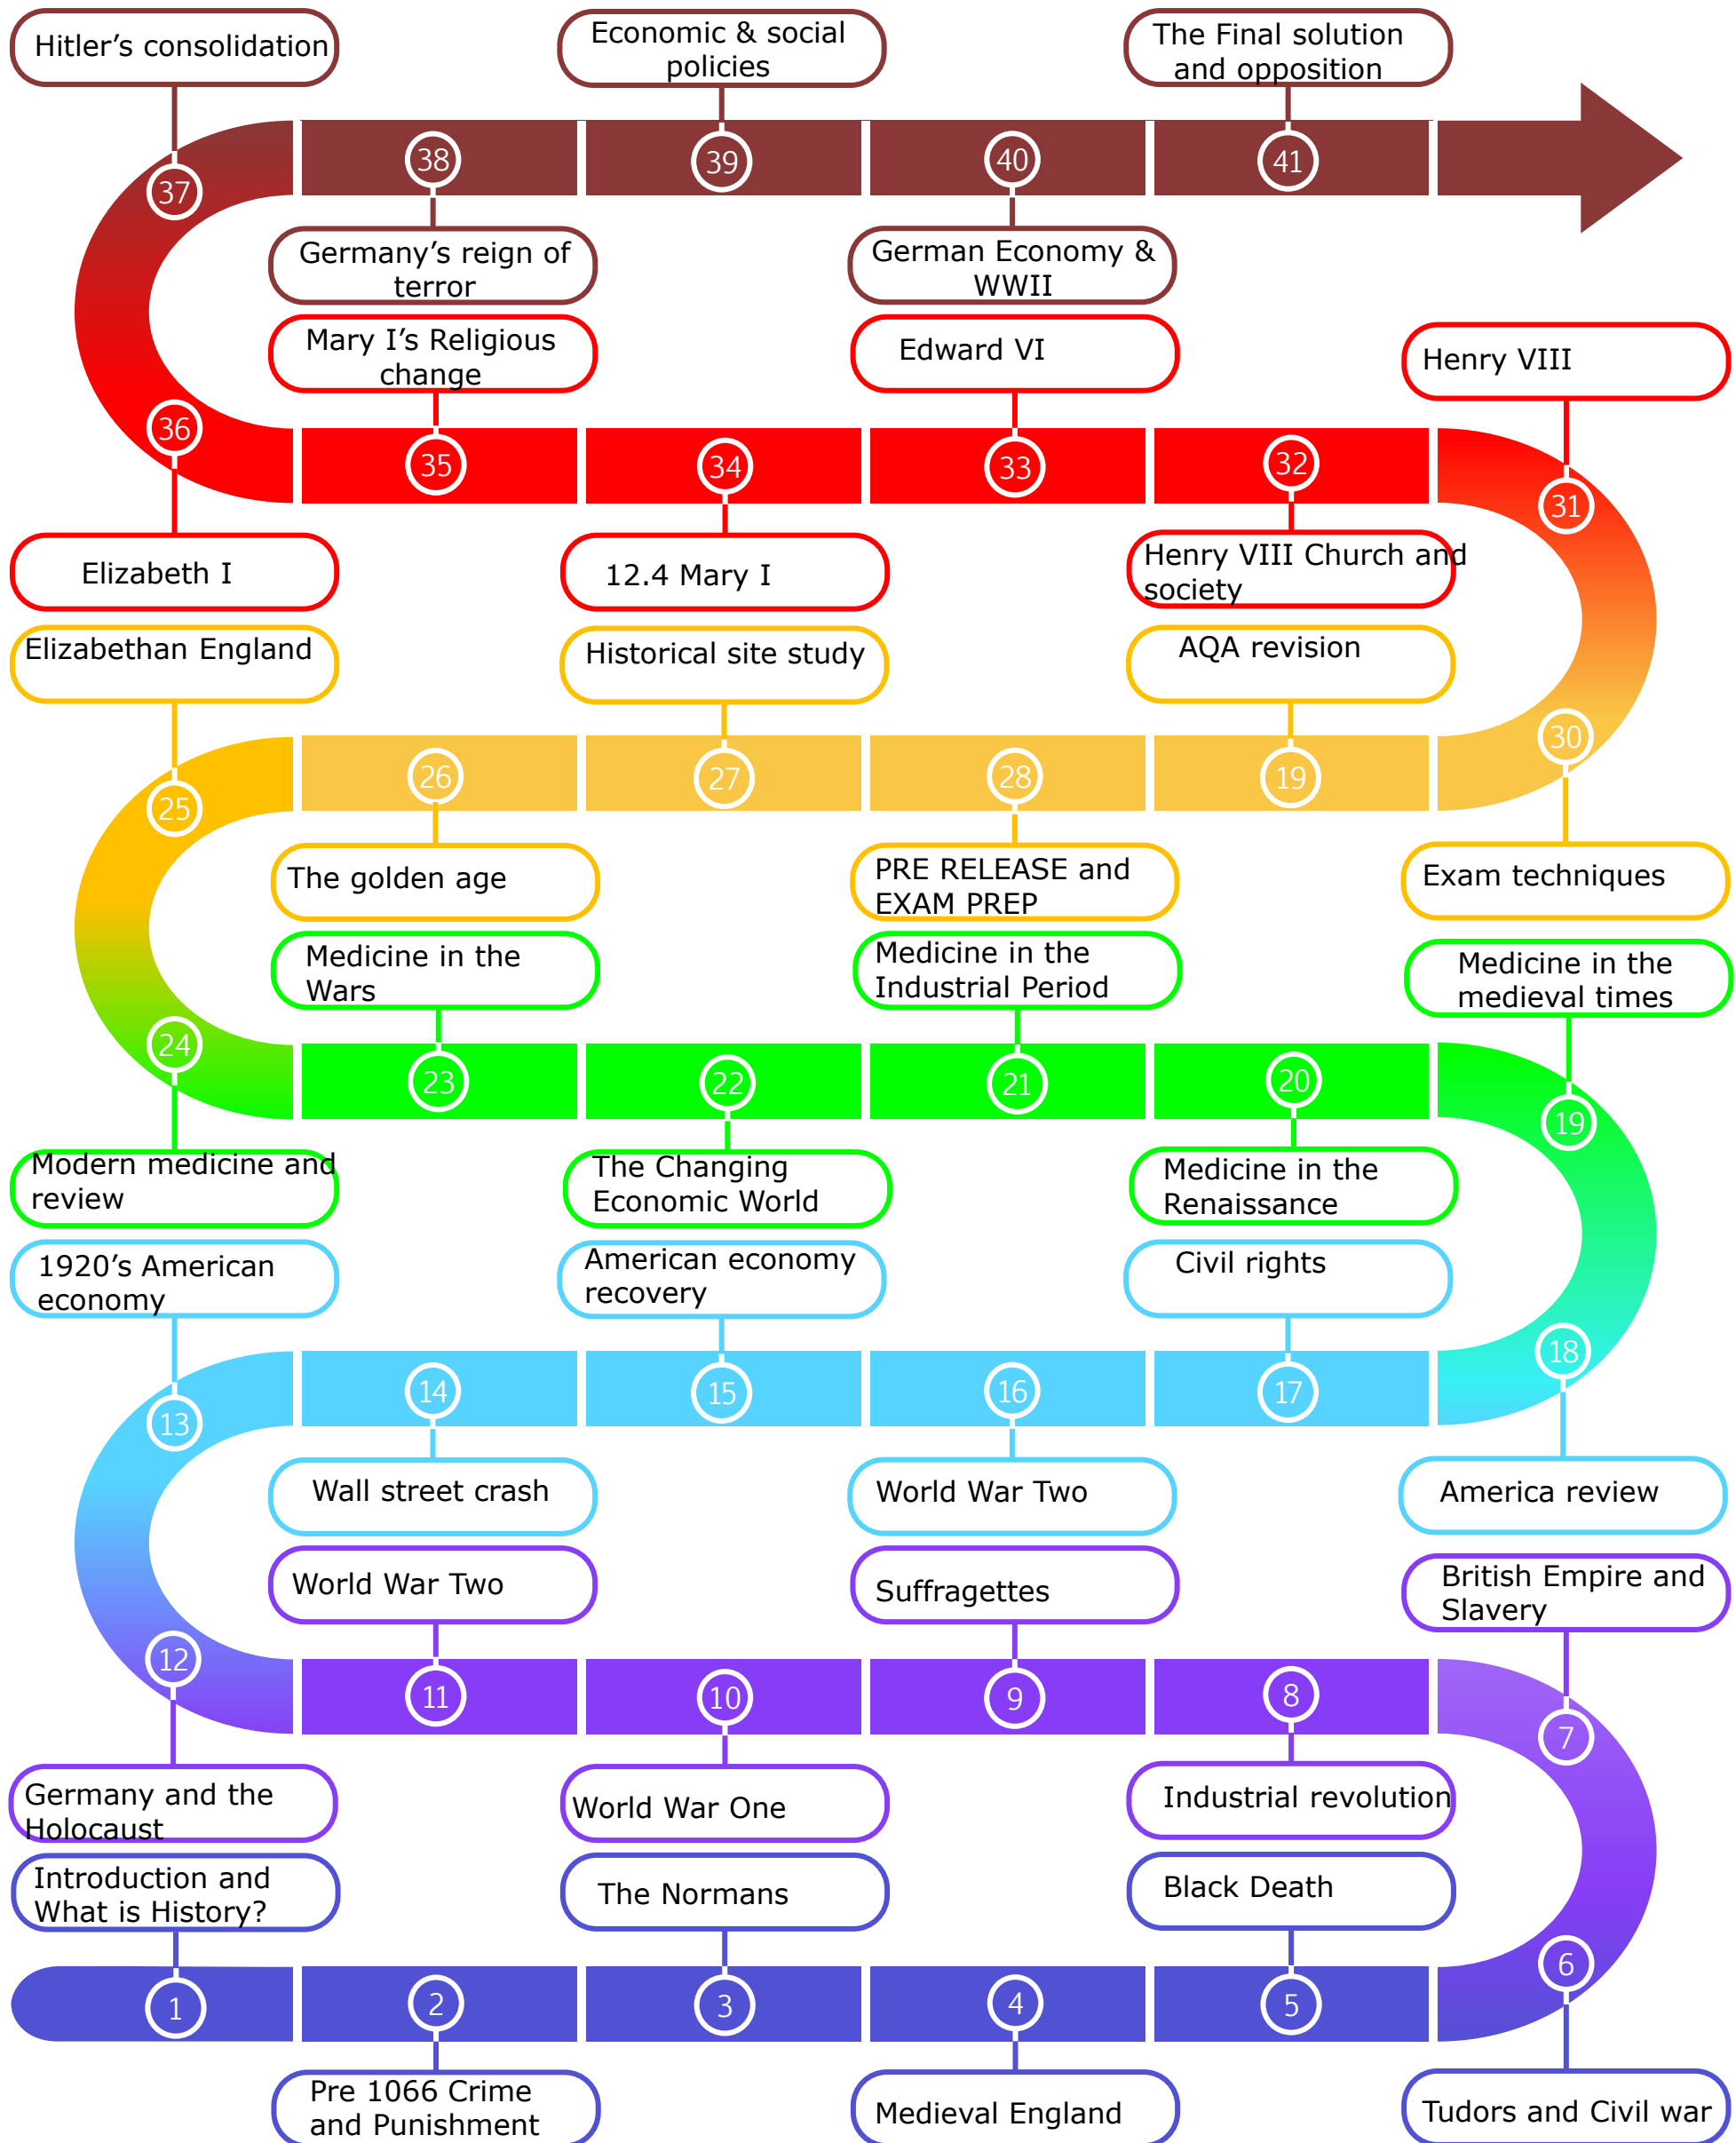 Hitler’s consolidation
Economic & social
policies
The Final solution
and opposition
37
38
39
40
41
Germany’s reign of
terror
German Economy &
WWII
Mary I’s Religious
change
Edward VI
Henry VIII
36
35
34
33
32
31
Elizabeth I
12.4 Mary I
Henry VIII Church and
society
Elizabethan England
Historical site study
AQA revision
25
26
27
28
19
30
The golden age
PRE RELEASE and
EXAM PREP
Exam techniques
Medicine in the
Wars
Medicine in the
Industrial Period
Medicine in the
medieval times
24
23
22
21
20
19
Modern medicine and
review
The Changing
Economic World
Medicine in the
Renaissance
1920’s American
economy
American economy
recovery
Civil rights
13
14
15
16
17
18
Wall street crash
World War Two
America review
World War Two
Suffragettes
British Empire and
Slavery
12
11
10
9
8
7
Germany and the
Holocaust
World War One
Industrial revolution
Introduction and
What is History?
The Normans
Black Death
1
2
3
4
5
6
Pre 1066 Crime
and Punishment
Medieval England
Tudors and Civil war